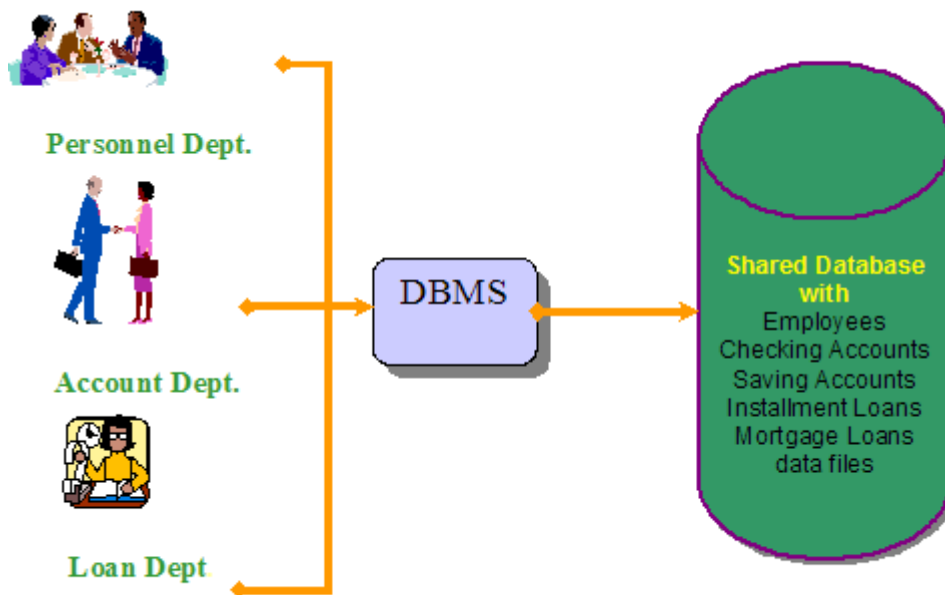 Personnel Dept.
Account Dept.
Loan Dept
DBMS
Shared Database
with
Employees
Checking Accounts
Saving Accounts
Installment Loans
Mortgage Loans
data files